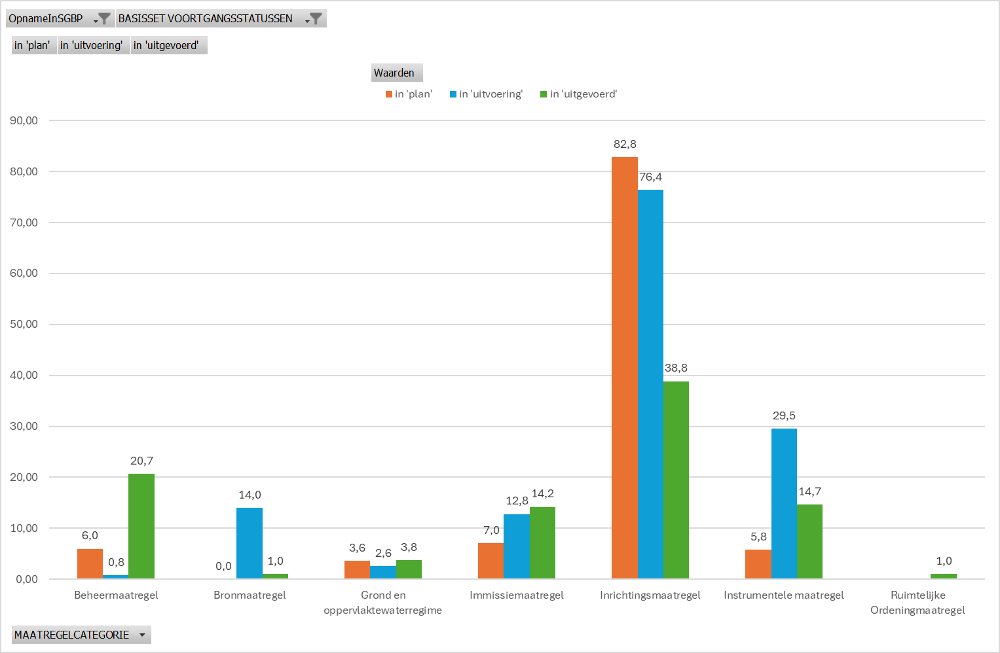 OpnameInSGBP BASISSET VOORTGANGSSTATUSSEN
in 'plan' in 'uitvoering' in 'uitgevoerd'
Waarden
in 'plan' in 'uitvoering' in 'uitgevoerd'
90,00
80,00
70,00
60,00
50,00
40,00
30,00
20,00
10,00
0,00
6,0 0,8 20,7
0,0 14,0 1,0
3,6 2,6 3,8
7,0 12,8 14,2
82,8 76,4 38,8
5,8 29,5 14,7
1,0
Beheermaatregel
Bronmaatregel
Grond en
oppervlaktewaterregime
Immissiemaatregel
Inrichtingsmaatregel
Instrumentele maatregel
Ruimtelijke
Ordeningmaatregel
MAATREGELCATEGORIE